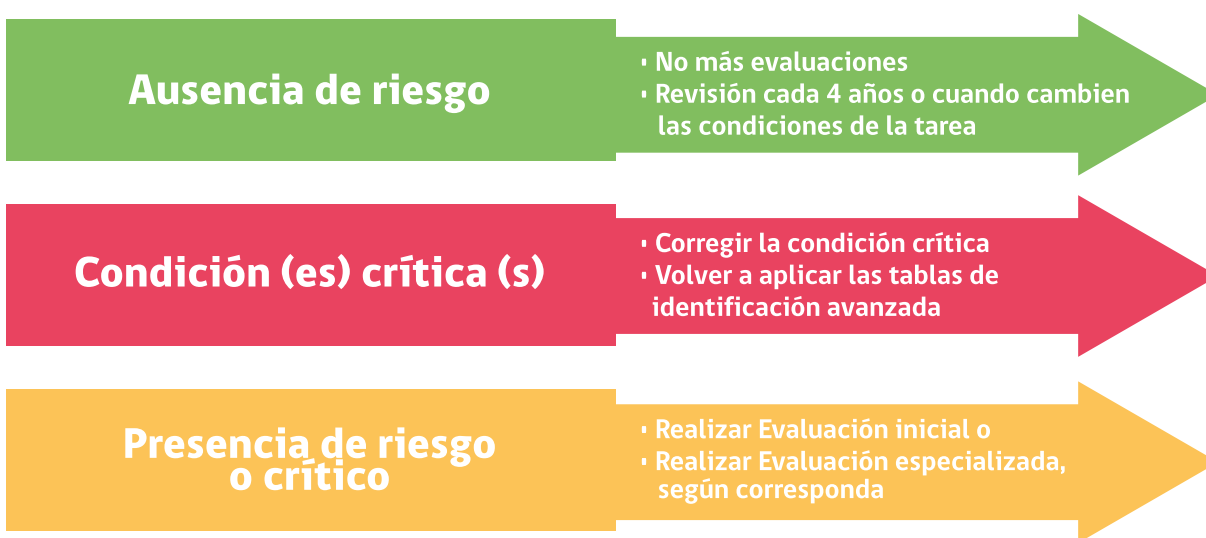 Ausencia de riesgo
· No más evaluaciones
· Revisión cada 4 años o cuando cambien
las condiciones de la tarea
Condición (es) crítica (s)
· Corregir la condición crítica
· Volver a aplicar las tablas de
identificación avanzada
Presencia de riesgo
o crítico
· Realizar Evaluación inicial o
· Realizar Evaluación especializada,
según corresponda